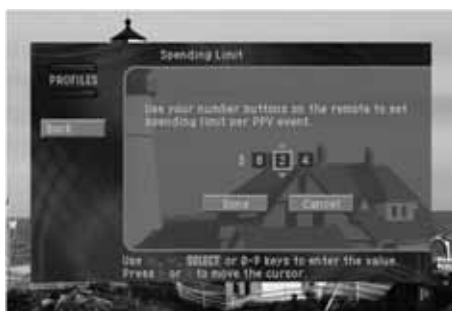 Spending Limit
PROFILES
Use your number buttons on the remote to set
spending limit per PPV event.
Back
$ 0 3 4
Done Cancel
Use SELECT or 0-9 keys to enter the value.
Press or to move the cursor.